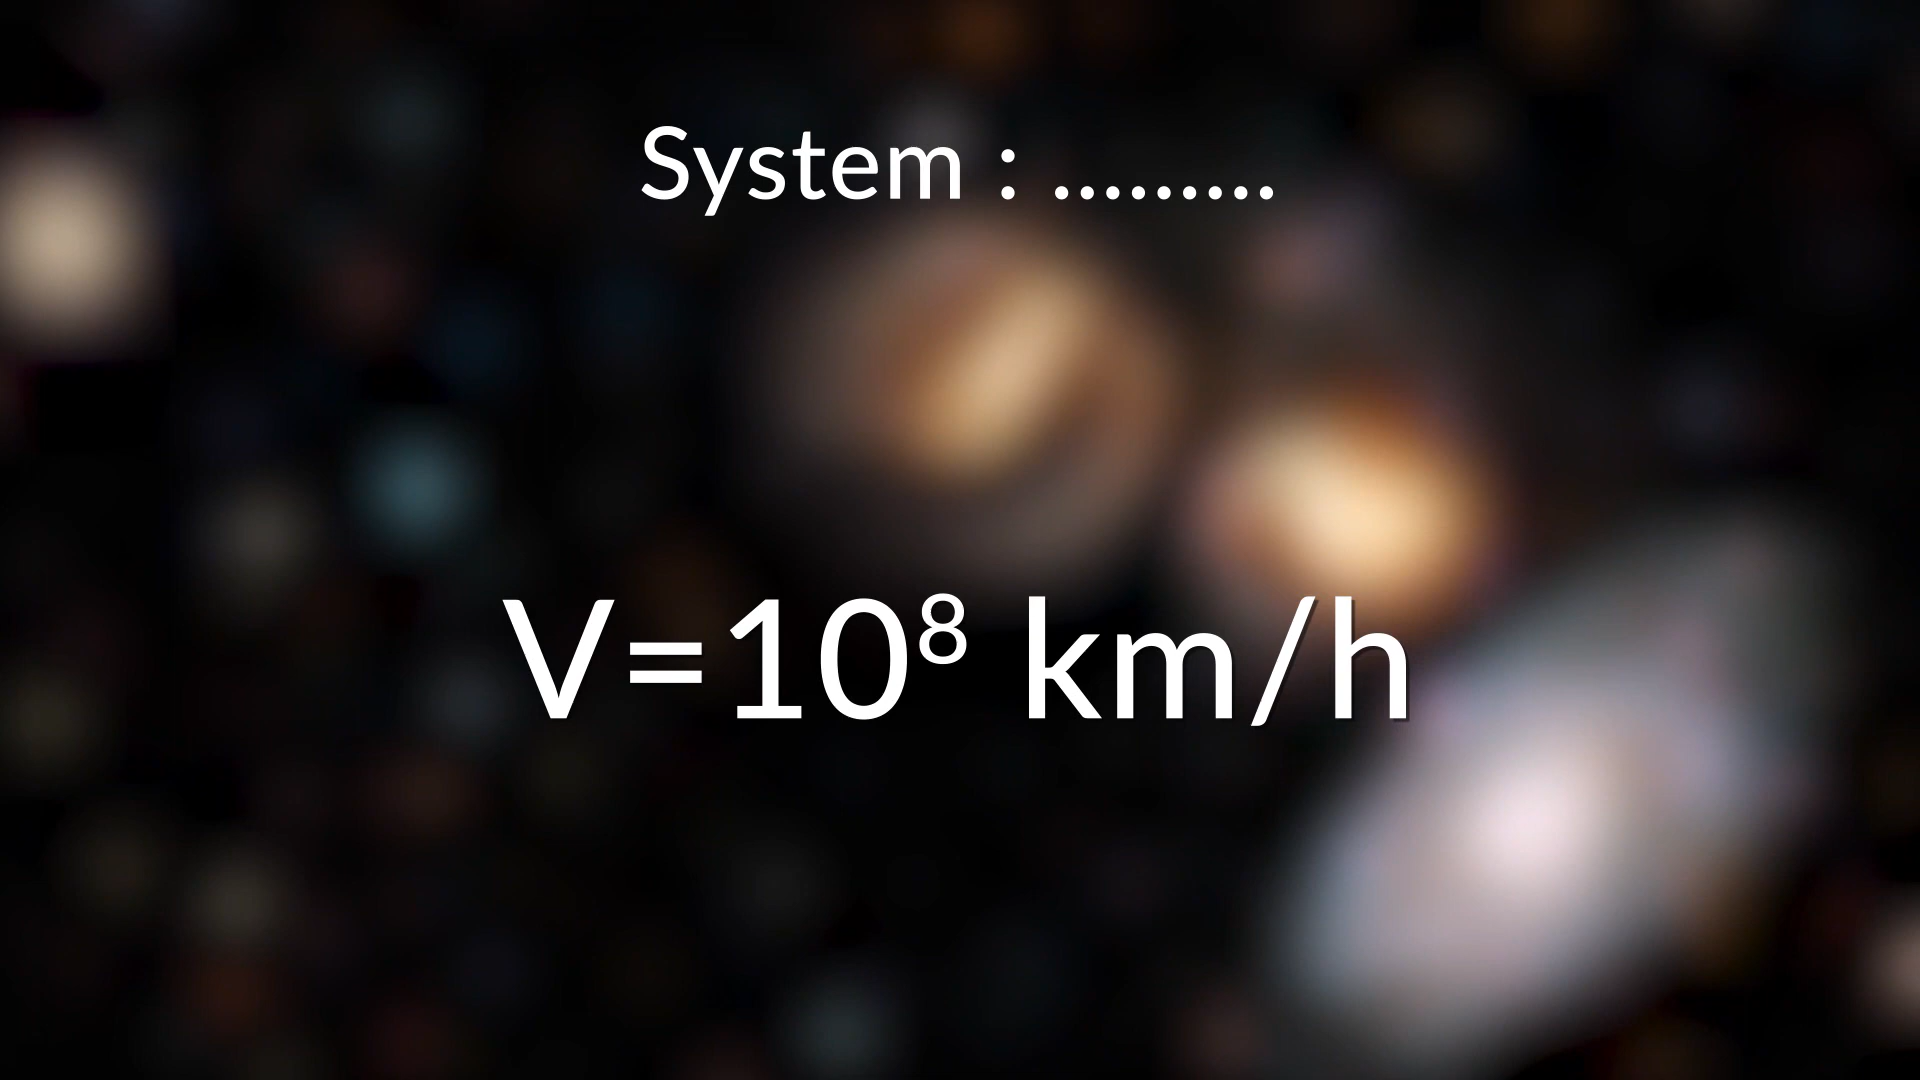 System : .........
V=10⁸ km/h